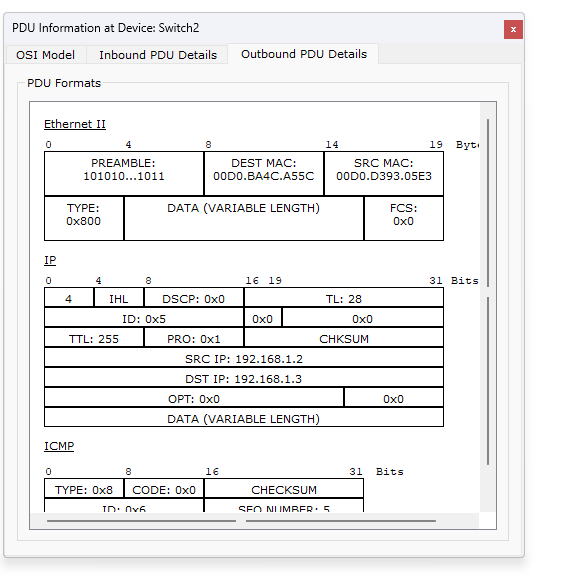 PDU Information at Device: Switch2
x
OSI Model Inbound PDU Details Outbound PDU Details
PDU Formats
Ethernet II
0 4 8 14 19 Byte
PREAMBLE: DEST MAC: SRC MAC:
101010...1011 00D0.BA4C.A55C 00D0.D393.05E3
TYPE: DATA (VARIABLE LENGTH) FCS:
0x800 0x0
IP
0 4 8 16 19 31 Bits
4 IHL DSCP: 0x0 TL: 28
ID: 0x5 0x0 0x0
TTL: 255 PRO: 0x1 CHKSUM
SRC IP: 192.168.1.2
DST IP: 192.168.1.3
OPT: 0x0 0x0
DATA (VARIABLE LENGTH)
ICMP
0 8 16 31 Bits
TYPE: 0x8 CODE: 0x0 CHECKSUM
ID: 0x6 SEQ NUMBER: 5